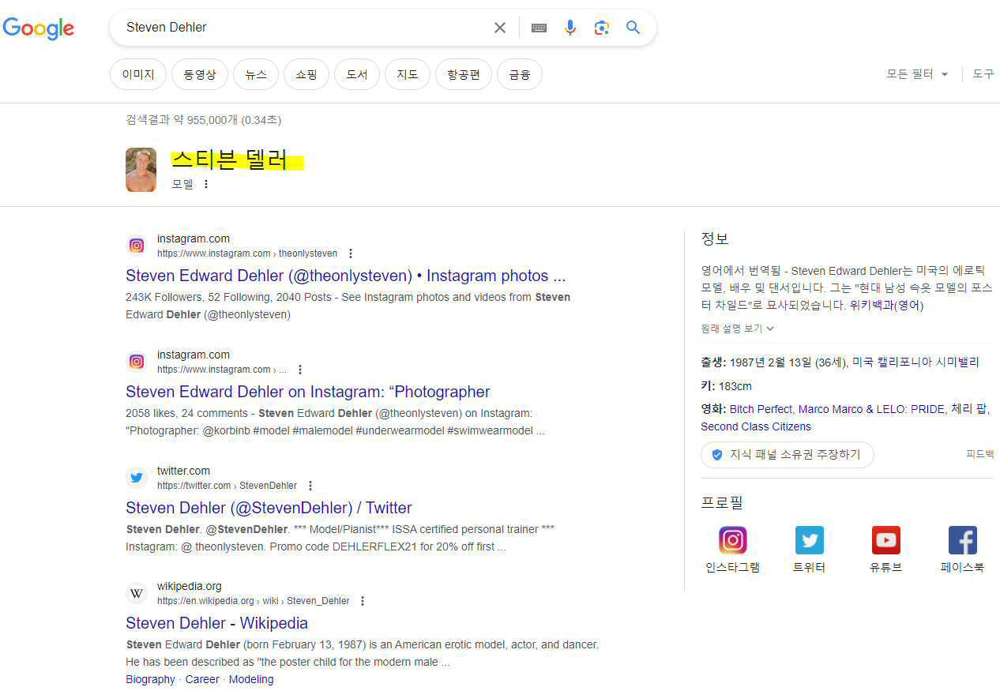 Google
Steven Dehler
이미지
동영상
뉴스
쇼핑
도서
지도
항공편
금융
모든 필터
도구
검색결과 약 955,000개 (0.34초)
스티븐 델러
모델
instagram.com
https://www.instagram.com › theonlysteven
Steven Edward Dehler (@theonlysteven) • Instagram photos ...
243K Followers, 52 Following, 2040 Posts - See Instagram photos and videos from Steven
Edward Dehler (@theonlysteven)
instagram.com
https://www.instagram.com › ...
Steven Edward Dehler on Instagram: “Photographer
2058 likes, 24 comments - Steven Edward Dehler (@theonlysteven) on Instagram:
"Photographer: @korbinb #model #malemodel #underwearmodel #swimwearmodel ...
twitter.com
https://twitter.com › StevenDehler
Steven Dehler (@StevenDehler) / Twitter
Steven Dehler. @StevenDehler. *** Model/Pianist*** ISSA certified personal trainer ***
Instagram: @ theonlysteven. Promo code DEHLERFLEX21 for 20% off first ...
W
wikipedia.org
https://en.wikipedia.org › wiki › Steven_Dehler
Steven Dehler - Wikipedia
Steven Edward Dehler (born February 13, 1987) is an American erotic model, actor, and dancer.
He has been described as "the poster child for the modern male ...
Biography · Career · Modeling
정보
영어에서 번역됨 - Steven Edward Dehler는 미국의 에로틱
모델, 배우 및 댄서입니다. 그는 "현대 남성 속옷 모델의 포스
터 차일드"로 묘사되었습니다. 위키백과(영어)
원래 설명 보기
출생: 1987년 2월 13일 (36세), 미국 캘리포니아 시미밸리
키: 183cm
영화: Bitch Perfect, Marco Marco & LELO: PRIDE, 체리 팝,
Second Class Citizens
지식 패널 소유권 주장하기
피드백
프로필
인스타그램
트위터
유튜브
페이스북